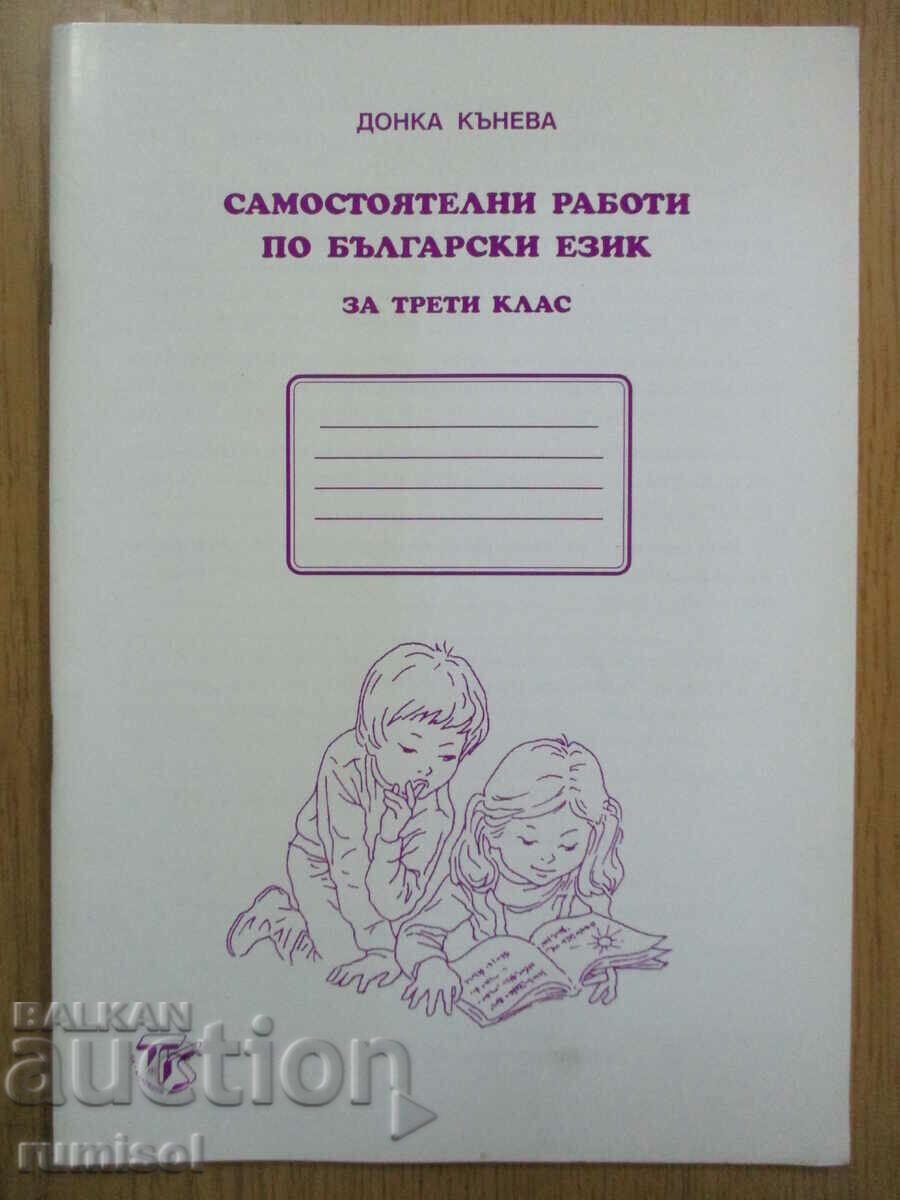 ДОНКА КЪНЕВА
САМОСТОЯТЕЛНИ РАБОТИ
ПО БЪЛГАРСКИ ЕЗИК
ЗА ТРЕТИ КЛАС
BALKAN
auction
rumisol